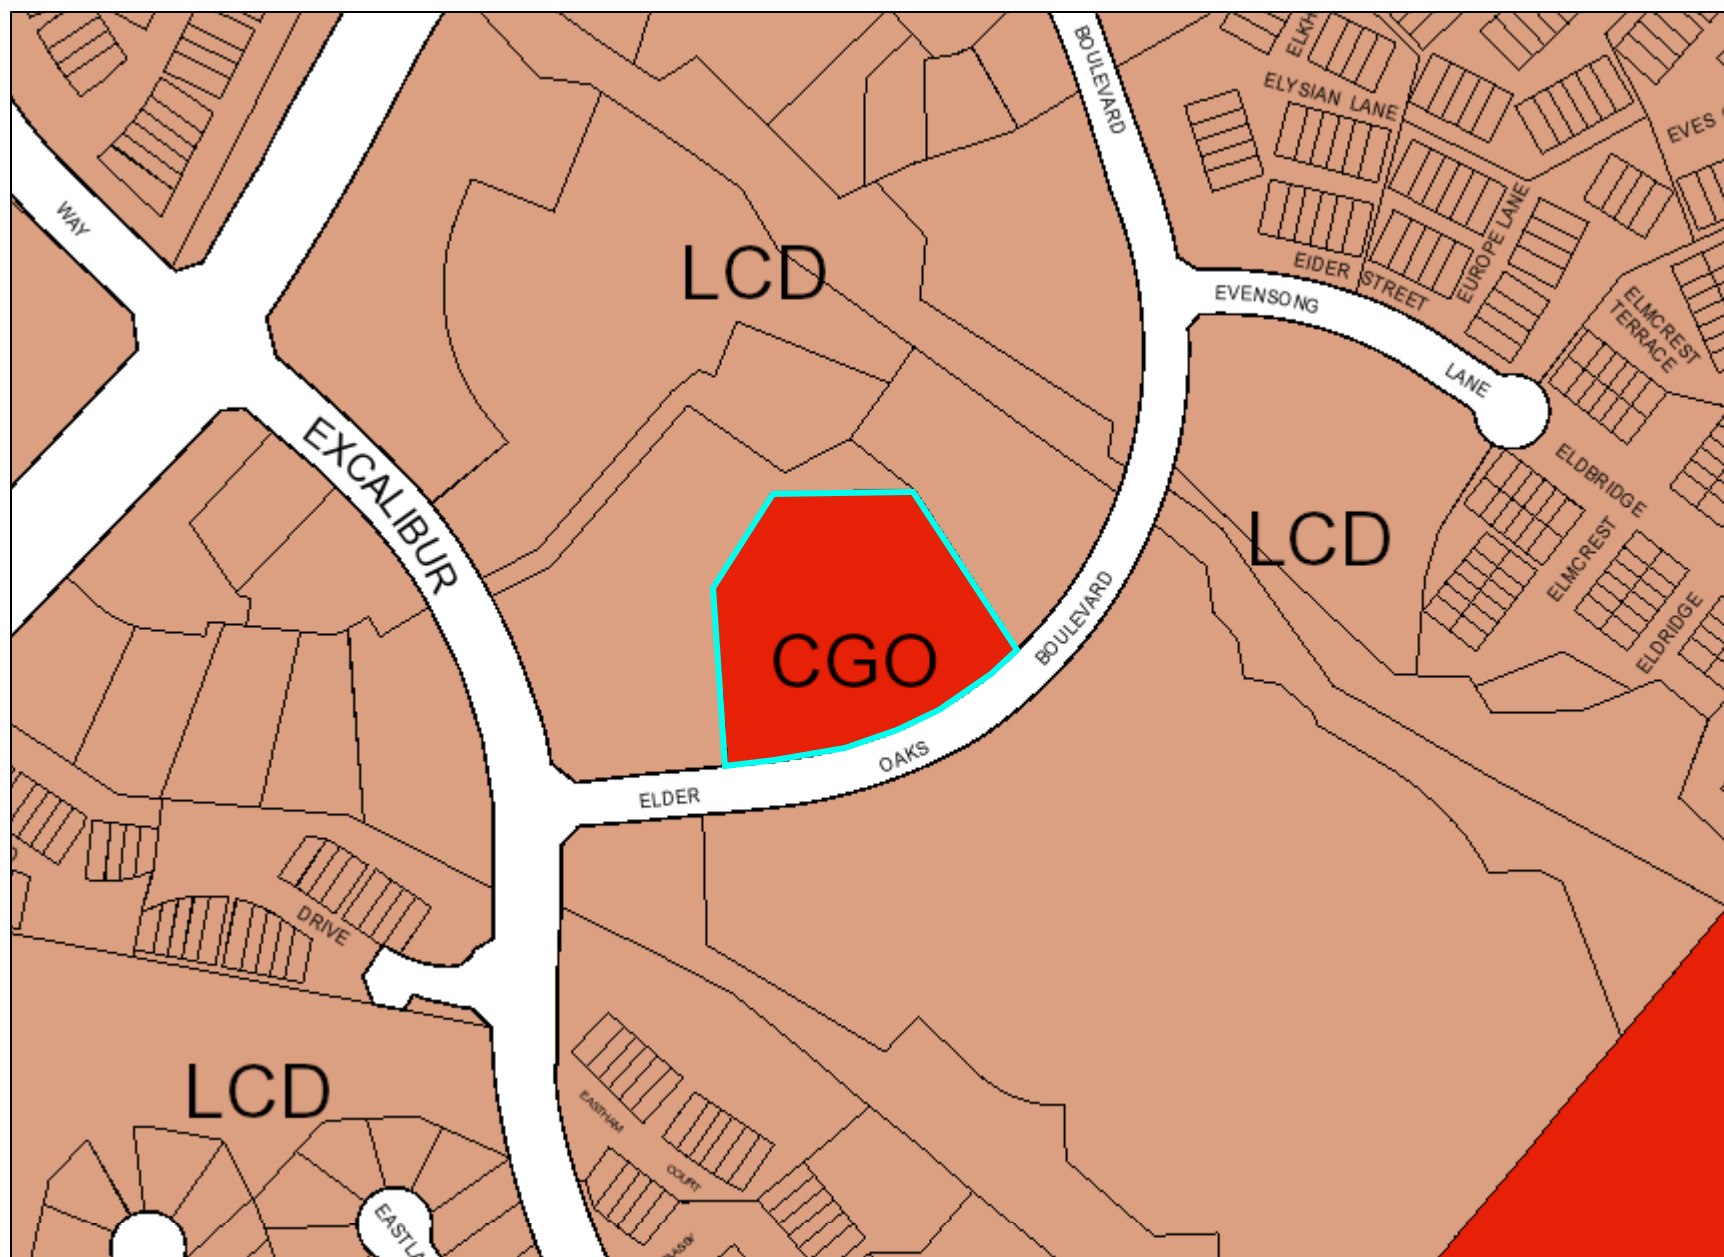 BOULEVARD
ELYSIAN LANE
EVES
WAY
EUROPE LANE
LCD
EIDER STREET
EVENSONG
ELMCREST
TERRACE
LANE
EXCALIBUR
ELDBRIDGE
LCD
ELMCREST
BOULEVARD
ELDRIDGE
CGO
OAKS
ELDER
DRIVE
LCD
EASTHAM
COURT